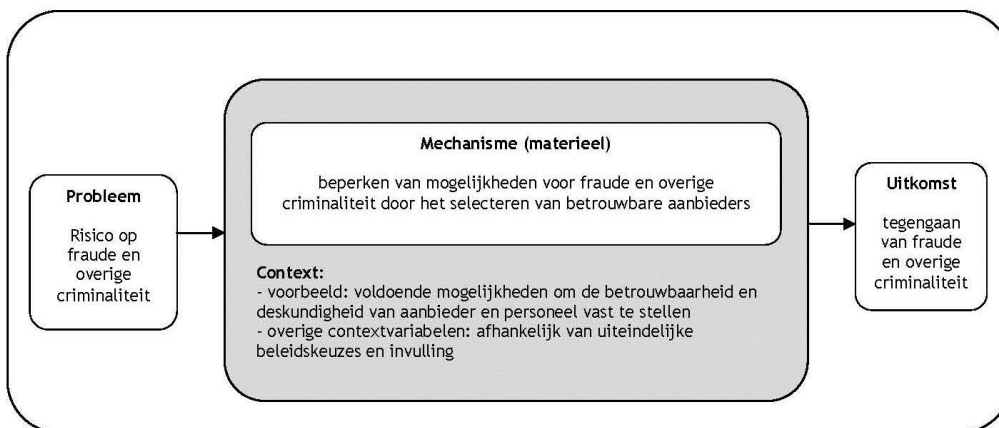 Probleem
Risico op
fraude en
overige
criminaliteit
Mechanisme (materieel)
beperken van mogelijkheden voor fraude en overige
criminaliteit door het selecteren van betrouwbare aanbieders
Context:
- voorbeeld: voldoende mogelijkheden om de betrouwbaarheid en
deskundigheid van aanbieder en personeel vast te stellen
- overige contextvariabelen: afhankelijk van uiteindelijke
beleidskeuzes en invulling
Uitkomst
tegengaan
van fraude
en overige
criminaliteit